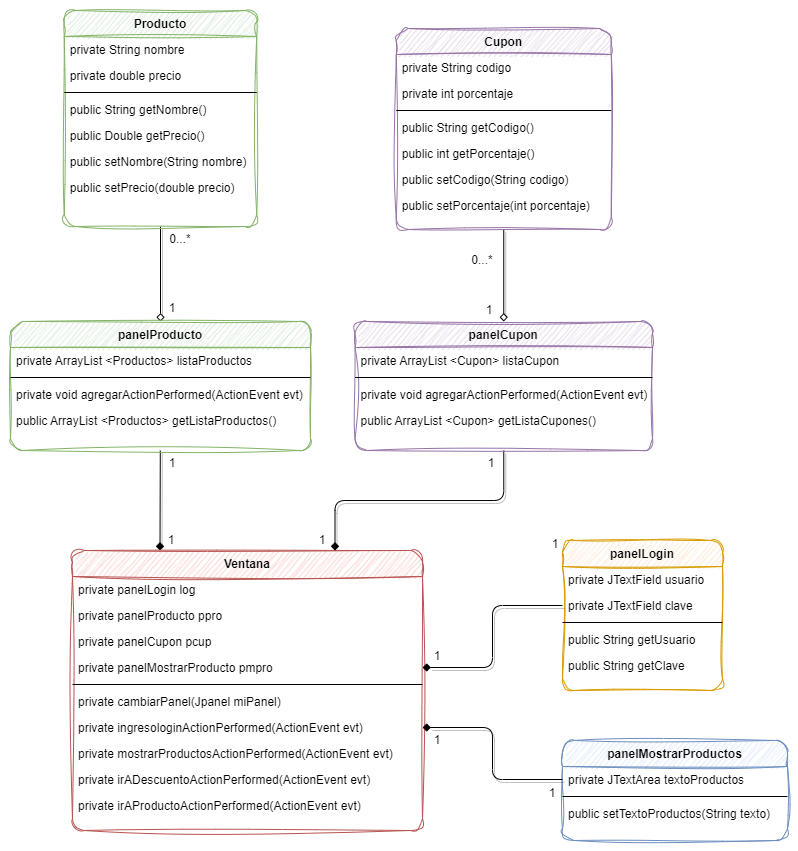 Producto
private String nombre
private double precio
public String getNombre()
public Double getPrecio()
public setNombre(String nombre)
public setPrecio(double precio)
Cupon
private String codigo
private int porcentaje
public String getCodigo()
public int getPorcentaje()
public setCodigo(String codigo)
public setPorcentaje(int porcentaje)
0...*
1
0...*
1
panelProducto
private ArrayList <Productos> listaProductos
private void agregarActionPerformed(ActionEvent evt)
public ArrayList <Productos> getListaProductos()
panelCupon
private ArrayList <Cupon> listaCupon
private void agregarActionPerformed(ActionEvent evt)
public ArrayList <Cupon> getListaCupones()
1
1
1
1
Ventana
private panelLogin log
private panelProducto ppro
private panelCupon pcup
private panelMostrarProducto pmpro
private cambiarPanel(Jpanel miPanel)
private ingresologinActionPerformed(ActionEvent evt)
private mostrarProductosActionPerformed(ActionEvent evt)
private irADescuentoActionPerformed(ActionEvent evt)
private irAProductoActionPerformed(ActionEvent evt)
1
panelLogin
private JTextField usuario
private JTextField clave
public String getUsuario
public String getClave
1
1
1
panelMostrarProductos
private JTextArea textoProductos
public setTextoProductos(String texto)